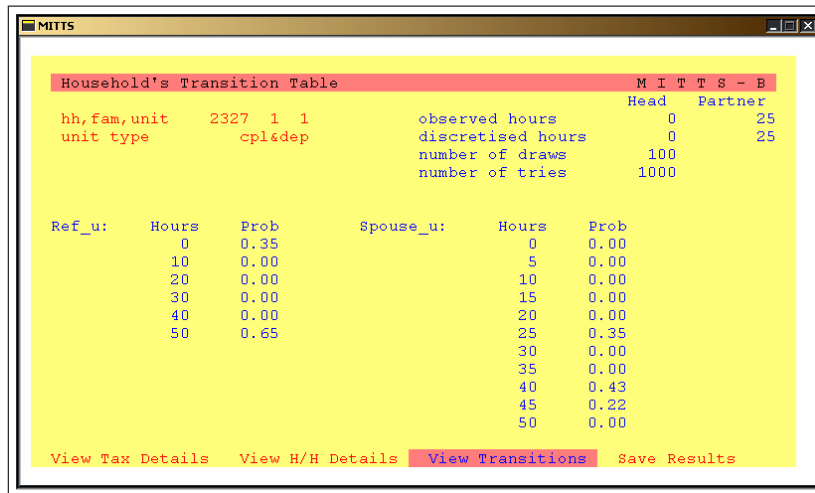 MITTS
Household's Transition Table M I T T S - B
Head Partner
hh,fam,unit 2327 1 1 observed hours 0 25
unit type cpl&dep discretised hours 0 25
number of draws 100
number of tries 1000
Ref_u: Hours Prob Spouse_u: Hours Prob
0 0.35 0 0.00
10 0.00 5 0.00
20 0.00 10 0.00
30 0.00 15 0.00
40 0.00 20 0.00
50 0.65 25 0.35
30 0.00
35 0.00
40 0.43
45 0.22
50 0.00
View Tax Details View H/H Details View Transitions Save Results